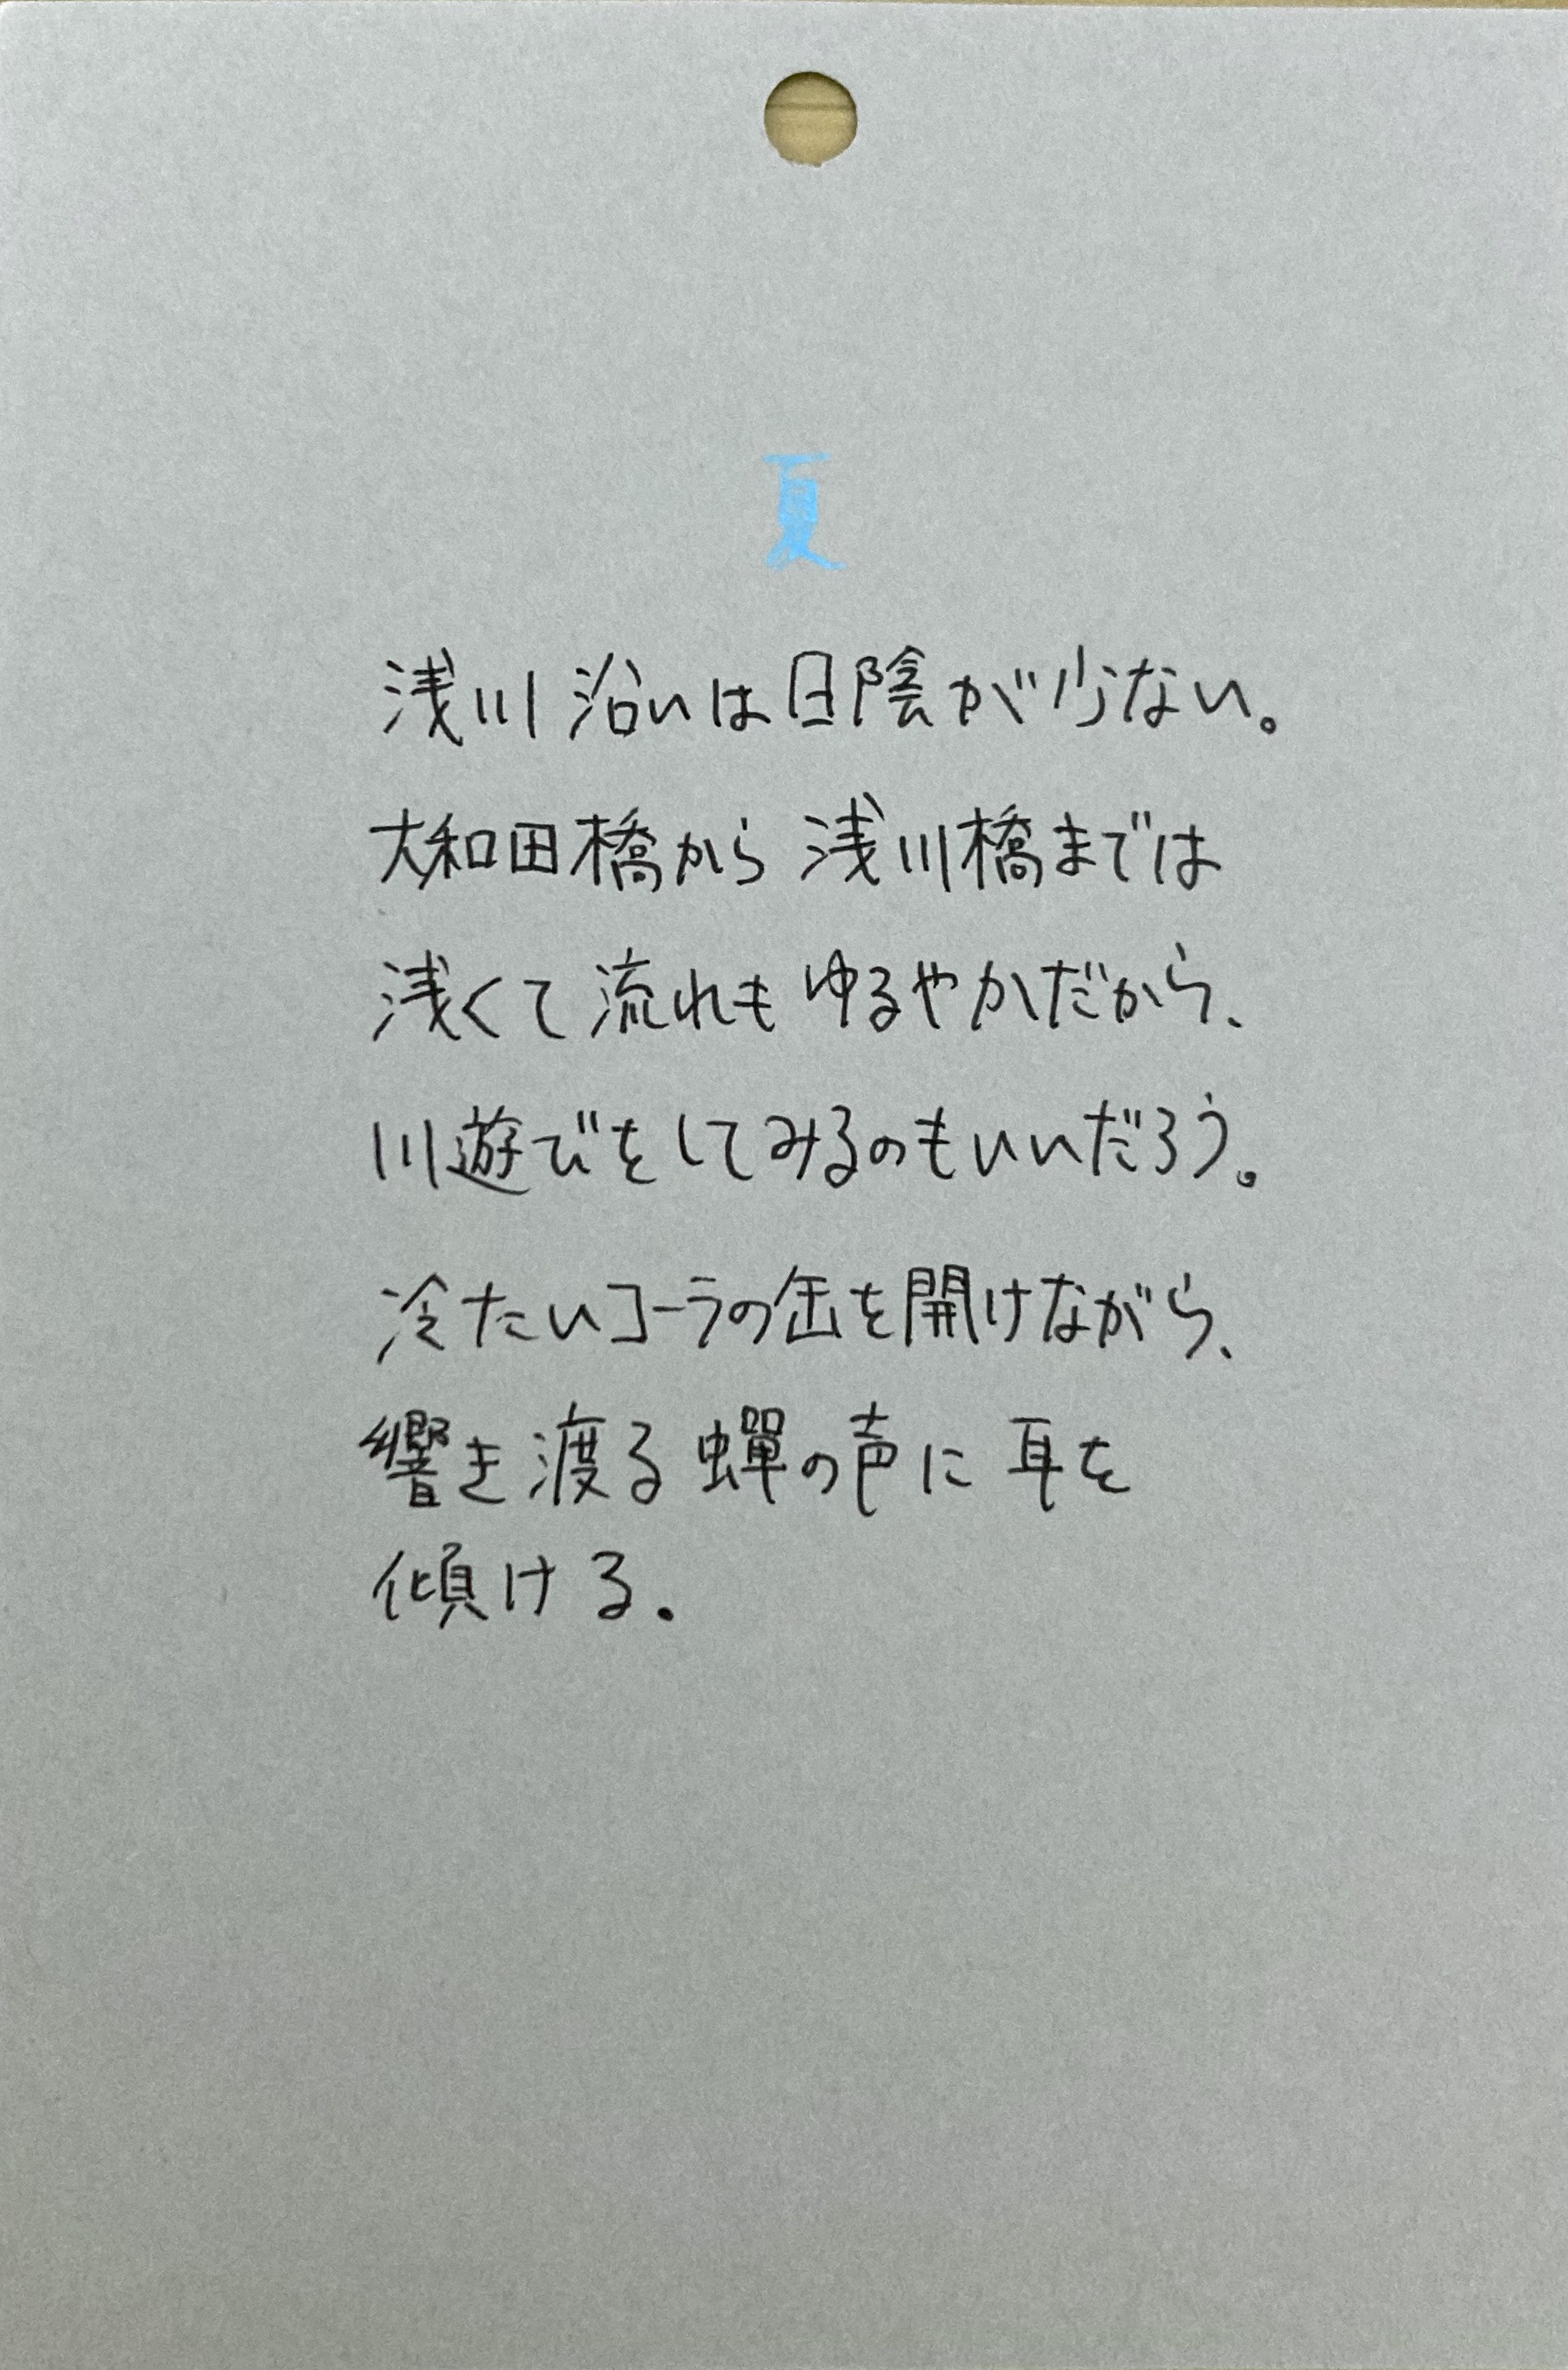 夏
浅川沿いは日陰が少ない。
大和田橋から浅川橋までは
浅くて流れもゆるやかだから、
川遊びをしてみるのもいいだろう。
冷たいコーラの缶を開けながら、
響き渡る蟬の声に耳を
傾ける。